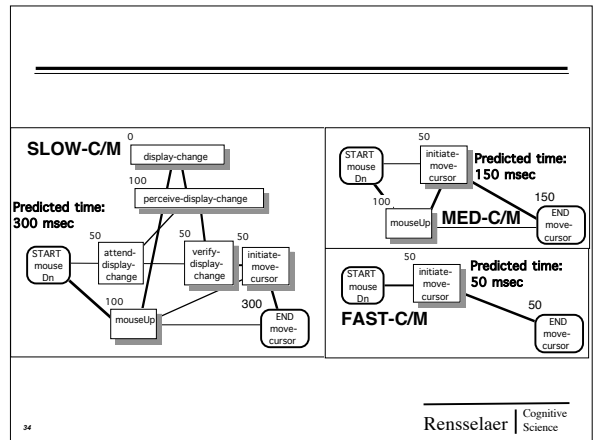 SLOW-C/M
0
display-change
100
perceive-display-change
Predicted time:
300 msec
50
50
50
START
mouse
Dn
attend-
display-
change
verify-
display-
change
initiate-
move-
cursor
100
mouseUp
300
END
move-
cursor
50
START
mouse
Dn
initiate-
move-
cursor
Predicted time:
150 msec
100
mouseUp
MED-C/M
150
END
move-
cursor
50
START
mouse
Dn
initiate-
move-
cursor
Predicted time:
50 msec
FAST-C/M
50
END
move-
cursor
34
Rensselaer
Cognitive
Science